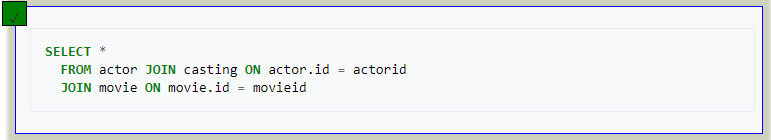 ✓
SELECT *
FROM actor JOIN casting ON actor.id = actorid
JOIN movie ON movie.id = movieid